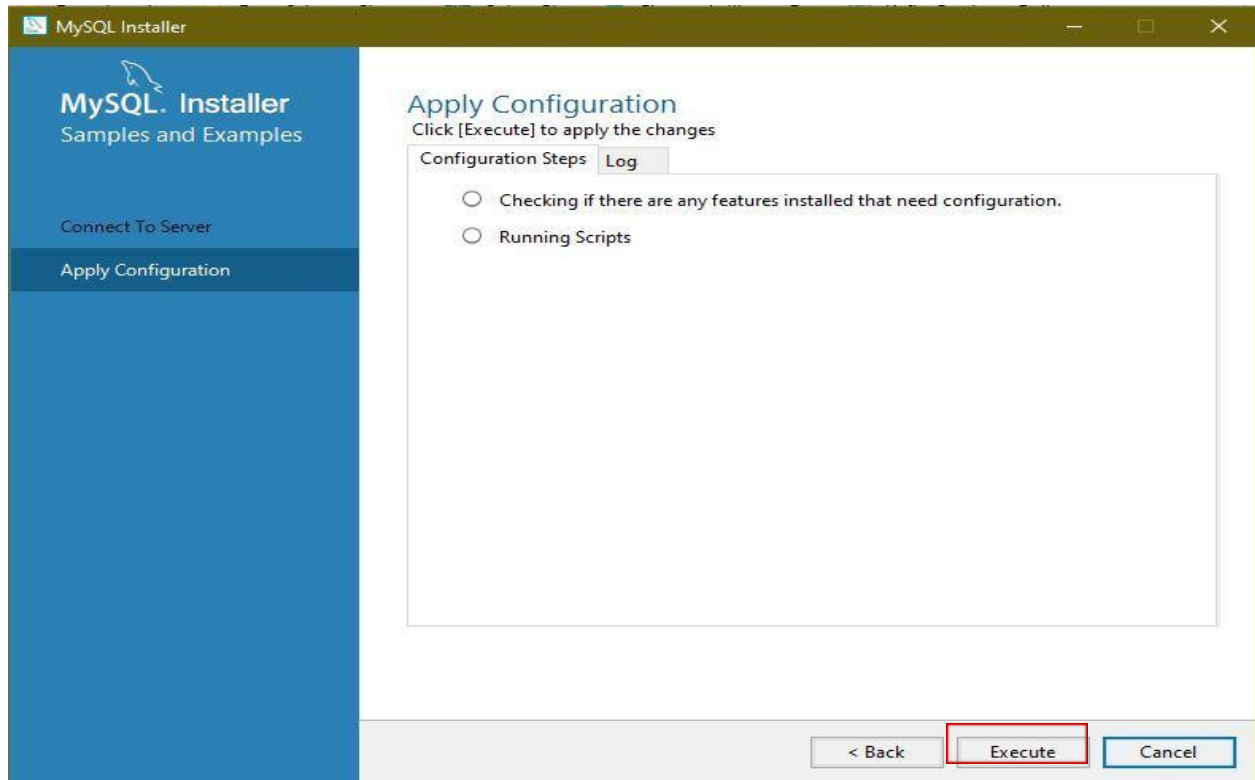 MySQL Installer
MySQL. Installer
Samples and Examples
Connect To Server
Apply Configuration
Apply Configuration
Click [Execute] to apply the changes
Configuration Steps
Log
Checking if there are any features installed that need configuration.
Running Scripts
< Back
Execute
Cancel